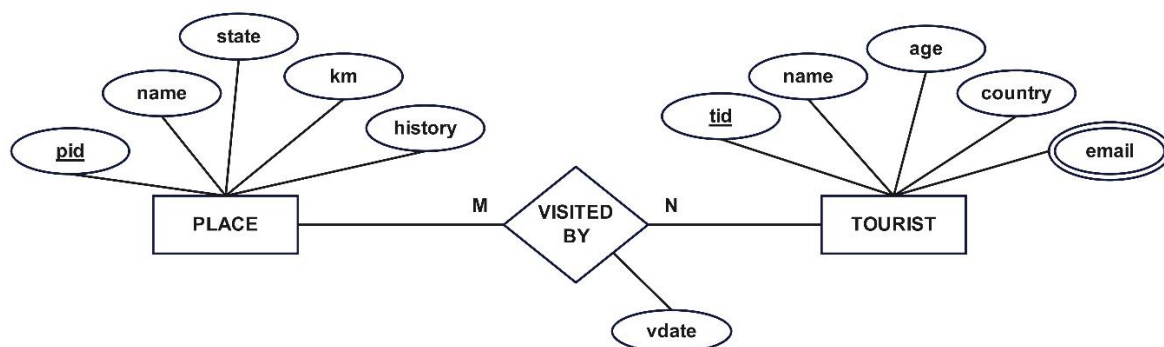 state
age
km
name
name
country
history
tid
pid
email
M
N
PLACE
VISITED
BY
TOURIST
vdate